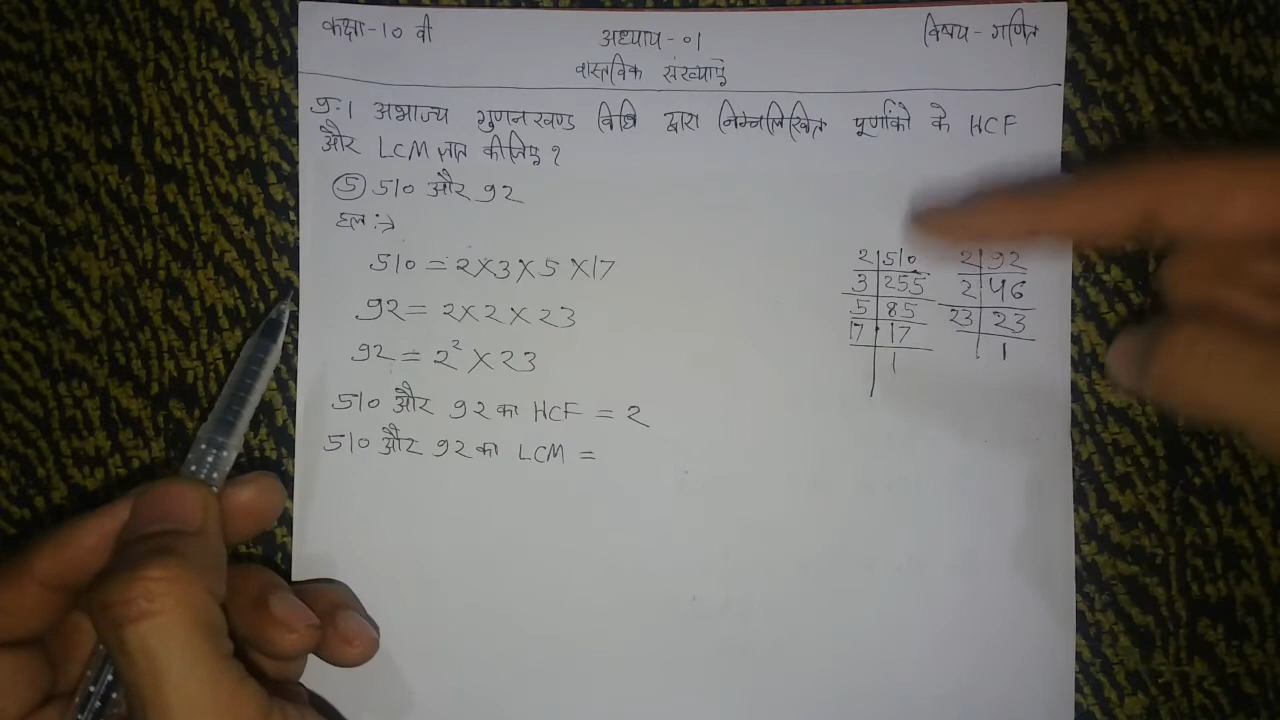 कक्षा-10 वी
अध्याय-01
विषय-गणित
वास्तविक संख्याएँ
प्र.1 अभाज्य गुणनखण्ड विधि द्वारा निम्नलिखित पूर्णांको के HCF
और LCM ज्ञात कीजिए ?
(5) 510 और 92
हल :→
510 = 2×3×5×17
92 = 2×2×23
92 = 2² × 23
510 और 92 का HCF = 2
510 और 92 का LCM =
2|510
3|255
5|85
17|17
|1
2|92
2|46
23|23
|1